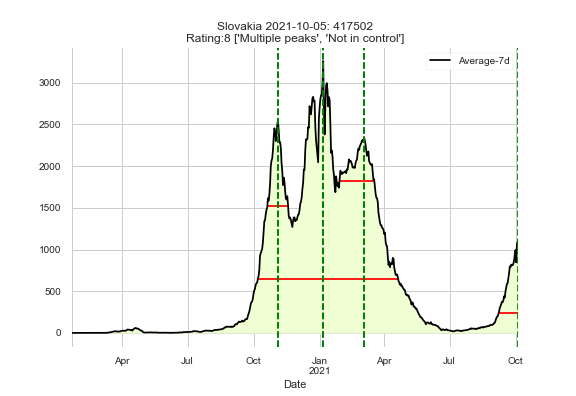 Slovakia 2021-10-05: 417502
Rating:8 ['Multiple peaks', 'Not in control']
Average-7d
3000
2500
2000
1500
1000
500
0
Apr Jul Oct Jan Apr Jul Oct
2021
Date